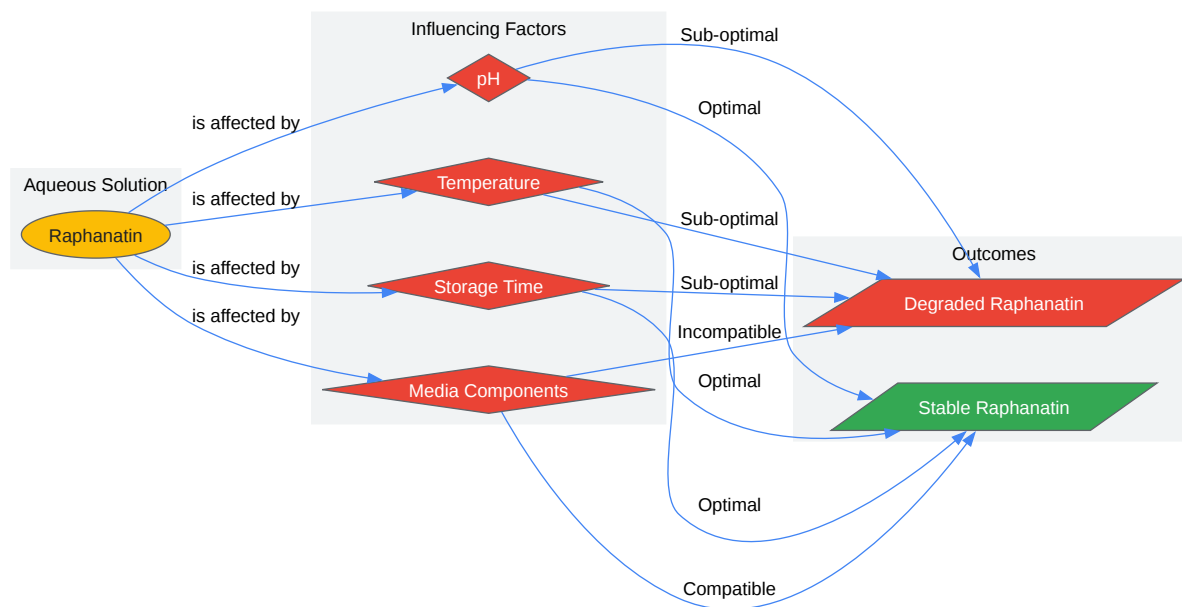 Influencing Factors
Sub-optimal
pH
Optimal
is affected by
Aqueous Solution
Temperature
is affected by
Sub-optimal
Raphanatin
Outcomes
is affected by
Storage Time
Sub-optimal
Degraded Raphanatin
is affected by
Incompatible
Media Components
Optimal
Stable Raphanatin
Optimal
Compatible